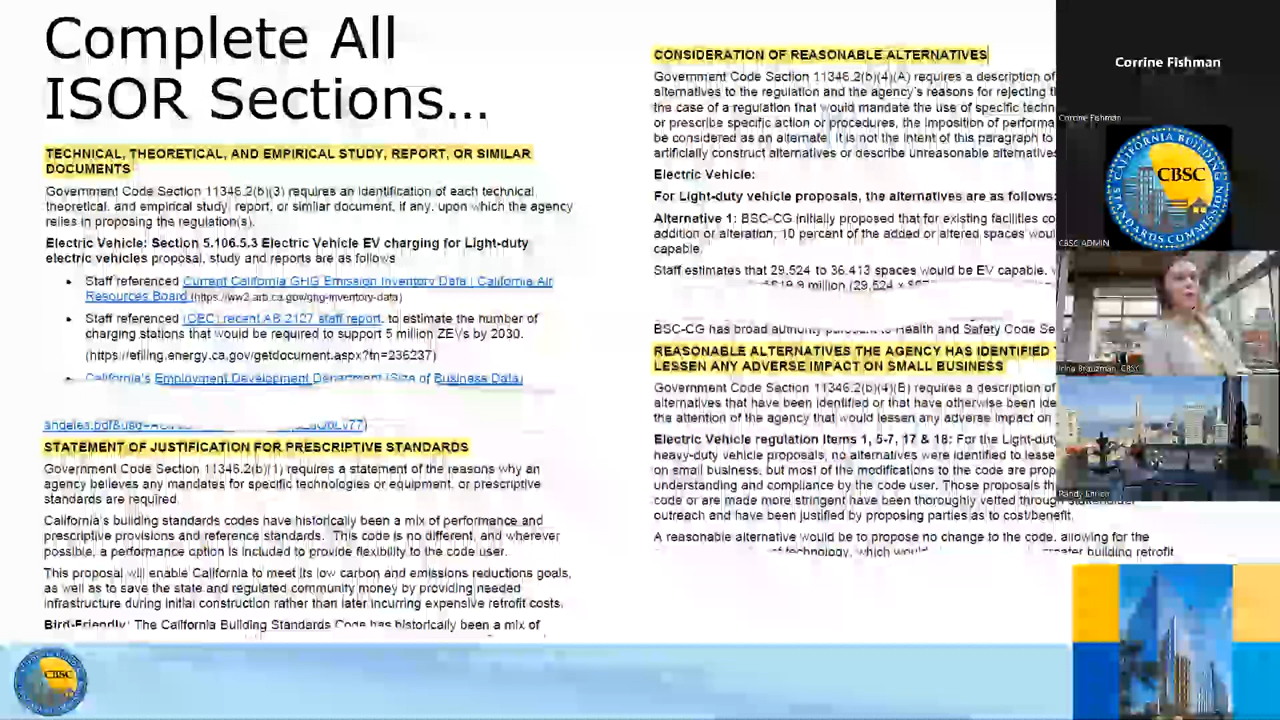 Complete All
ISOR Sections...
TECHNICAL, THEORETICAL, AND EMPIRICAL STUDY, REPORT, OR SIMILAR
DOCUMENTS
Government Code Section 11346.2(b)(3) requires an identification of each technical,
theoretical, and empirical study, report, or similar document, if any, upon which the agency
relies in proposing the regulation(s).
Electric Vehicle: Section 5.106.5.3 Electric Vehicle EV charging for Light-duty
electric vehicles proposal, study and reports are as follows
• Staff referenced Current California GHG Emission Inventory Data | California Air
Resources Board (https://ww2.arb.ca.gov/ghg-inventory-data)
• Staff referenced (CEC) recent AB 2127 staff report, to estimate the number of
charging stations that would be required to support 5 million ZEVs by 2030.
(https://efiling.energy.ca.gov/getdocument.aspx?tn=236237)
• California's Employment Development Department (Size of Business Data)
STATEMENT OF JUSTIFICATION FOR PRESCRIPTIVE STANDARDS
Government Code Section 11346.2(b)(1) requires a statement of the reasons why an
agency believes any mandates for specific technologies or equipment, or prescriptive
standards are required.
California's building standards codes have historically been a mix of performance and
prescriptive provisions and reference standards. This code is no different, and wherever
possible, a performance option is included to provide flexibility to the code user.
This proposal will enable California to meet its low carbon and emissions reductions goals,
as well as to save the state and regulated community money by providing needed
infrastructure during initial construction rather than later incurring expensive retrofit costs.
Bird-Friendly: The California Building Standards Code has historically been a mix of
CONSIDERATION OF REASONABLE ALTERNATIVES
Government Code Section 11346.2(b)(4)(A) requires a description of
alternatives to the regulation and the agency's reasons for rejecting
the case of a regulation that would mandate the use of specific
or prescribe specific action or procedures, the imposition of
be considered as an alternate. It is not the intent of this paragraph to
artificially construct alternatives or describe unreasonable alternatives
Electric Vehicle:
For Light-duty vehicle proposals, the alternatives are as follows:
Alternative 1: BSC-CG initially proposed that for existing facilities
addition or alteration, 10 percent of the added or altered spaces
capable.
Staff estimates that 29,524 to 36,413 spaces would be EV capable,
BSC-CG has broad authority pursuant to Health and Safety Code
REASONABLE ALTERNATIVES THE AGENCY HAS IDENTIFIED
LESSEN ANY ADVERSE IMPACT ON SMALL BUSINESS
Government Code Section 11346.2(b)(4)(B) requires a description of
alternatives that have been identified or that have otherwise been
the attention of the agency that would lessen any adverse impact on
Electric Vehicle regulation Items 1, 5-7, 17 & 18: For the Light-duty
heavy-duty vehicle proposals, no alternatives were identified to
on small business, but most of the modifications to the code are
understanding and compliance by the code user. Those proposals
code or are made more stringent have been thoroughly vetted through stakeholder
outreach and have been justified by proposing parties as to cost/benefit.
A reasonable alternative would be to propose no change to the code, allowing for the
of technology, which would greater building retrofit
Corrine Fishman
Corrine Fishman
CALIFORNIA BUILDING STANDARDS COMMISSION
CBSC
CBSC ADMIN
Irina Brauzman, CBSC
Randy Enrico
CBSC